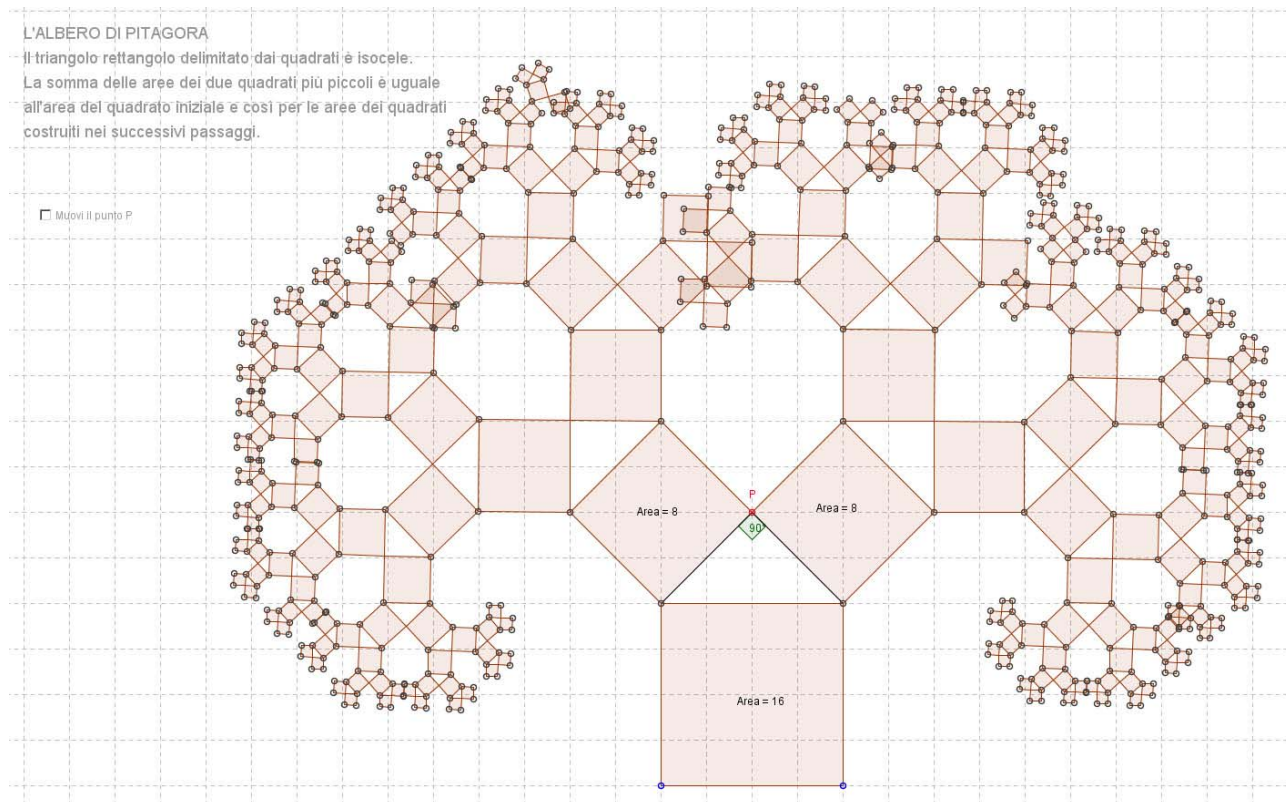 L'ALBERO DI PITAGORA
Il triangolo rettangolo delimitato dai quadrati è isocele.
La somma delle aree dei due quadrati più piccoli è uguale
all'area del quadrato iniziale e così per le aree dei quadrati
costruiti nei successivi passaggi.
Muovi il punto P
P
Area = 8
Area = 8
90°
Area = 16